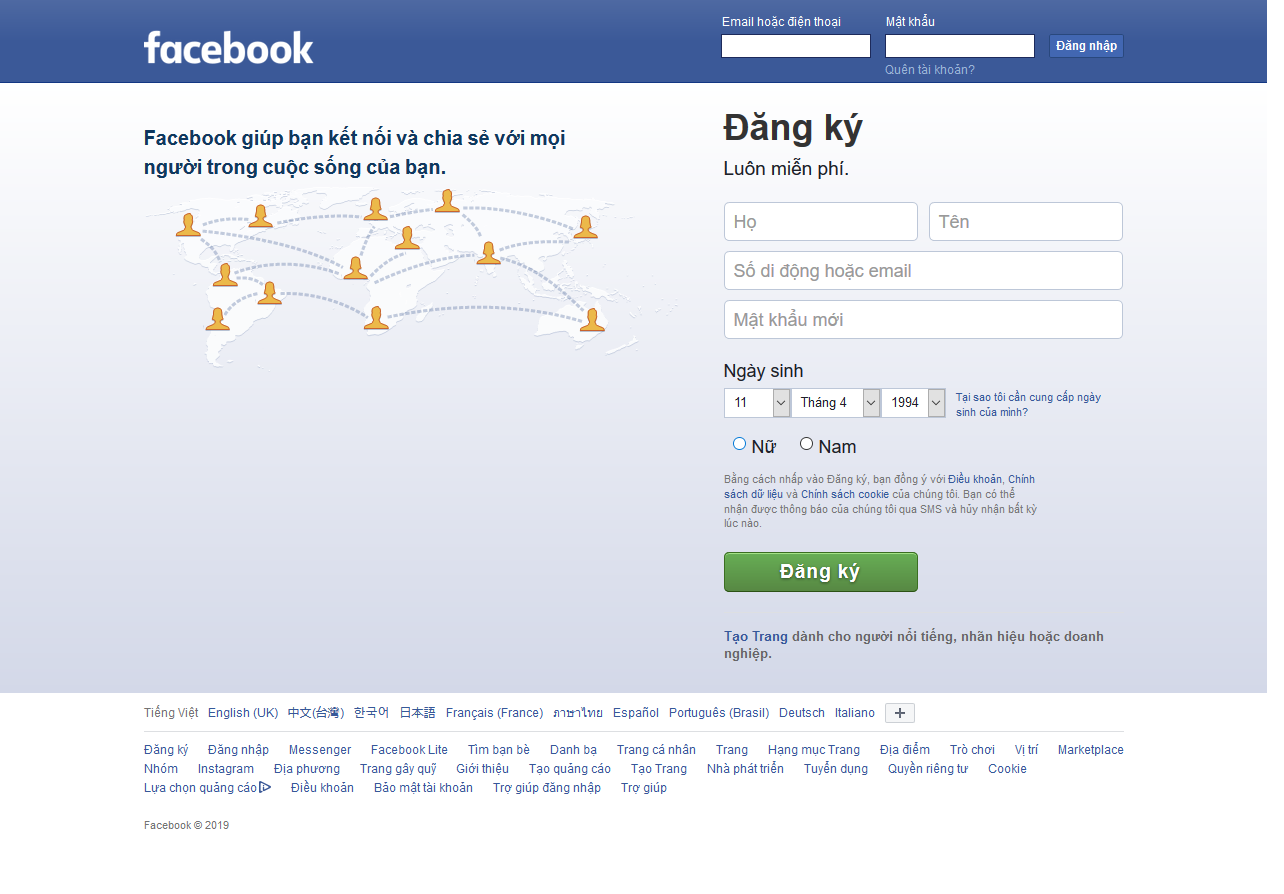 facebook
Email hoặc điện thoại
Mật khẩu
Đăng nhập
Quên tài khoản?
Facebook giúp bạn kết nối và chia sẻ với mọi
người trong cuộc sống của bạn.
Đăng ký
Luôn miễn phí.
Họ
Tên
Số di động hoặc email
Mật khẩu mới
Ngày sinh
11
Tháng 4
1994
Tại sao tôi cần cung cấp ngày
sinh của mình?
Nữ
Nam
Bằng cách nhấp vào Đăng ký, bạn đồng ý với Điều khoản, Chính
sách dữ liệu và Chính sách cookie của chúng tôi. Bạn có thể
nhận được thông báo của chúng tôi qua SMS và hủy nhận bất kỳ
lúc nào.
Đăng ký
Tạo Trang dành cho người nổi tiếng, nhãn hiệu hoặc doanh
nghiệp.
Tiếng Việt English (UK) 中文(台灣) 한국어 日本語 Français (France) ภาษาไทย Español Português (Brasil) Deutsch Italiano
Đăng ký Đăng nhập Messenger Facebook Lite Tìm bạn bè Danh bạ Trang cá nhân Trang Hạng mục Trang Địa điểm Trò chơi Vị trí Marketplace
Nhóm Instagram Địa phương Trang gây quỹ Giới thiệu Tạo quảng cáo Tạo Trang Nhà phát triển Tuyển dụng Quyền riêng tư Cookie
Lựa chọn quảng cáo Điều khoản Bảo mật tài khoản Trợ giúp đăng nhập Trợ giúp
Facebook © 2019